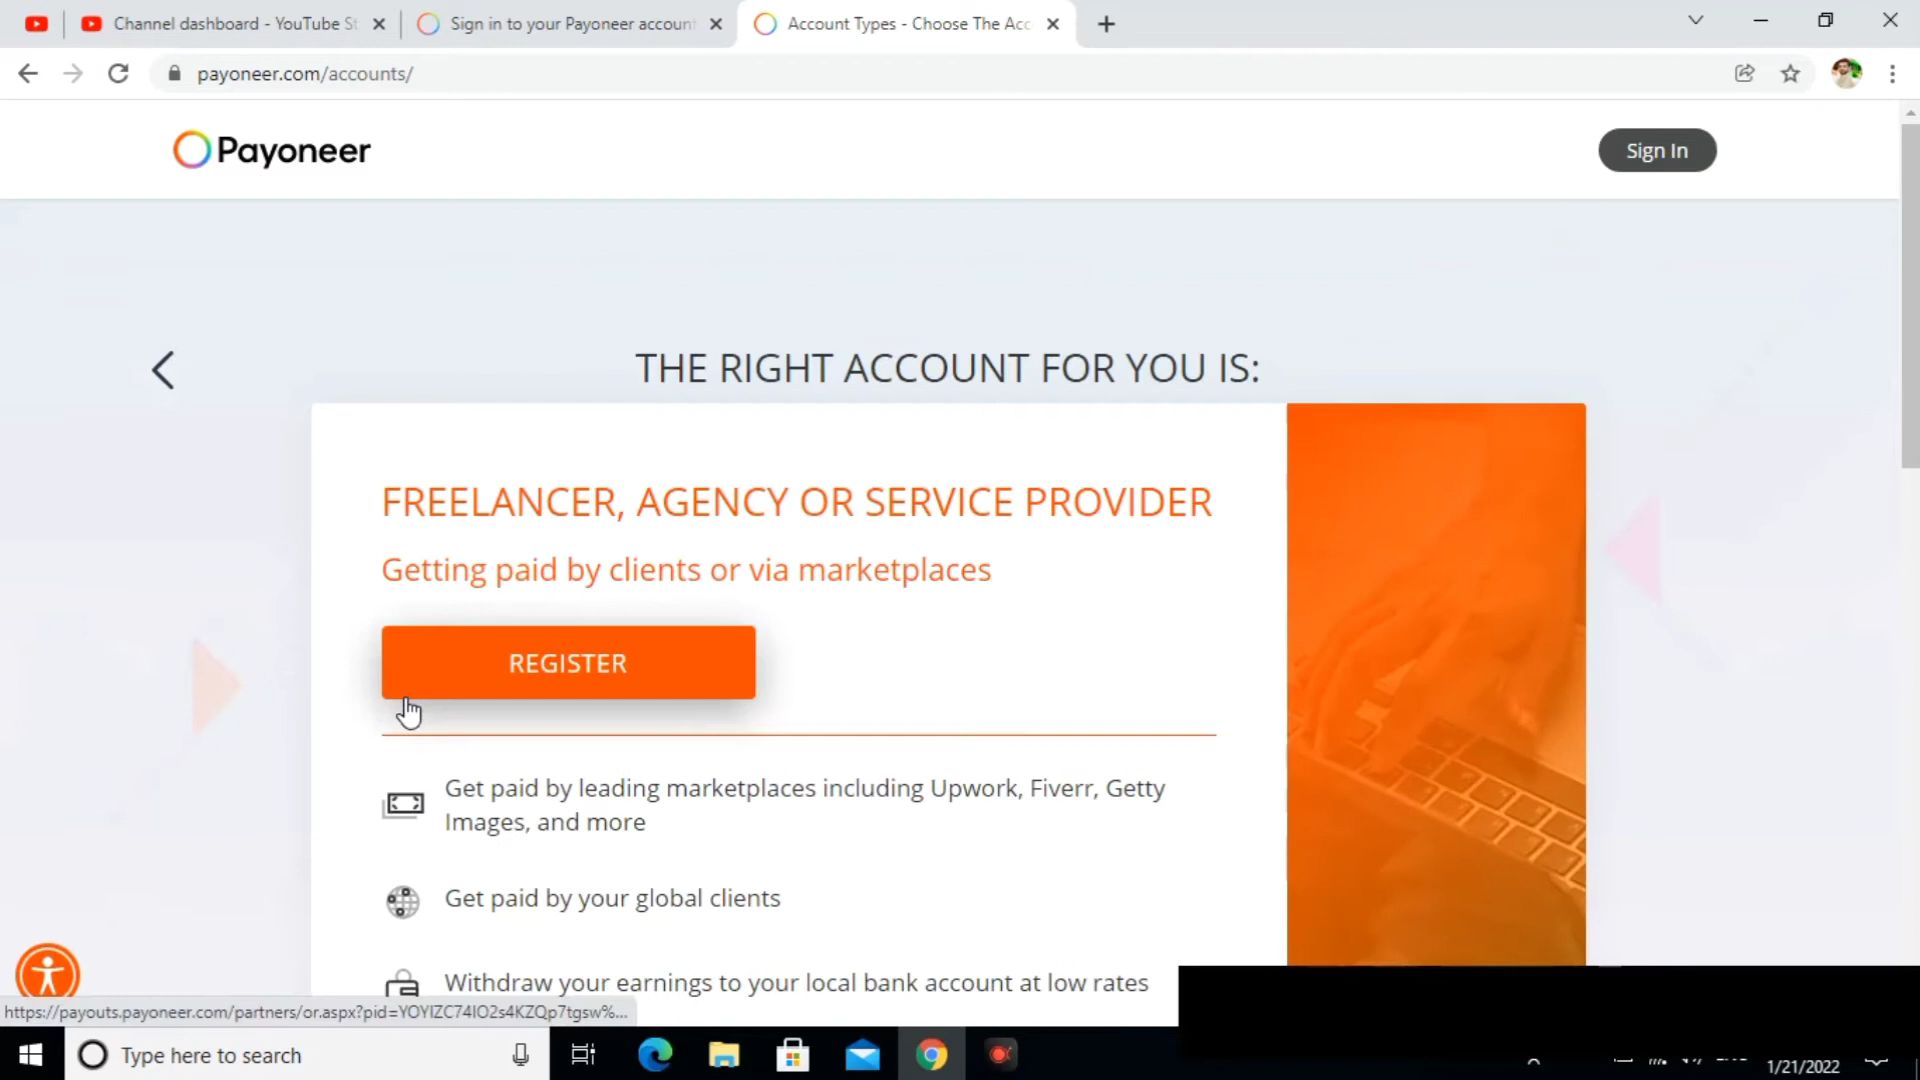 Channel dashboard - YouTube St
Sign in to your Payoneer account
Account Types - Choose The Acc
payoneer.com/accounts/
Payoneer
Sign In
THE RIGHT ACCOUNT FOR YOU IS:
FREELANCER, AGENCY OR SERVICE PROVIDER
Getting paid by clients or via marketplaces
REGISTER
Get paid by leading marketplaces including Upwork, Fiverr, Getty
Images, and more
Get paid by your global clients
Withdraw your earnings to your local bank account at low rates
https://payouts.payoneer.com/partners/or.aspx?pid=YOYIZC74IO2s4KZQp7tgsw%...
Type here to search
1/21/2022